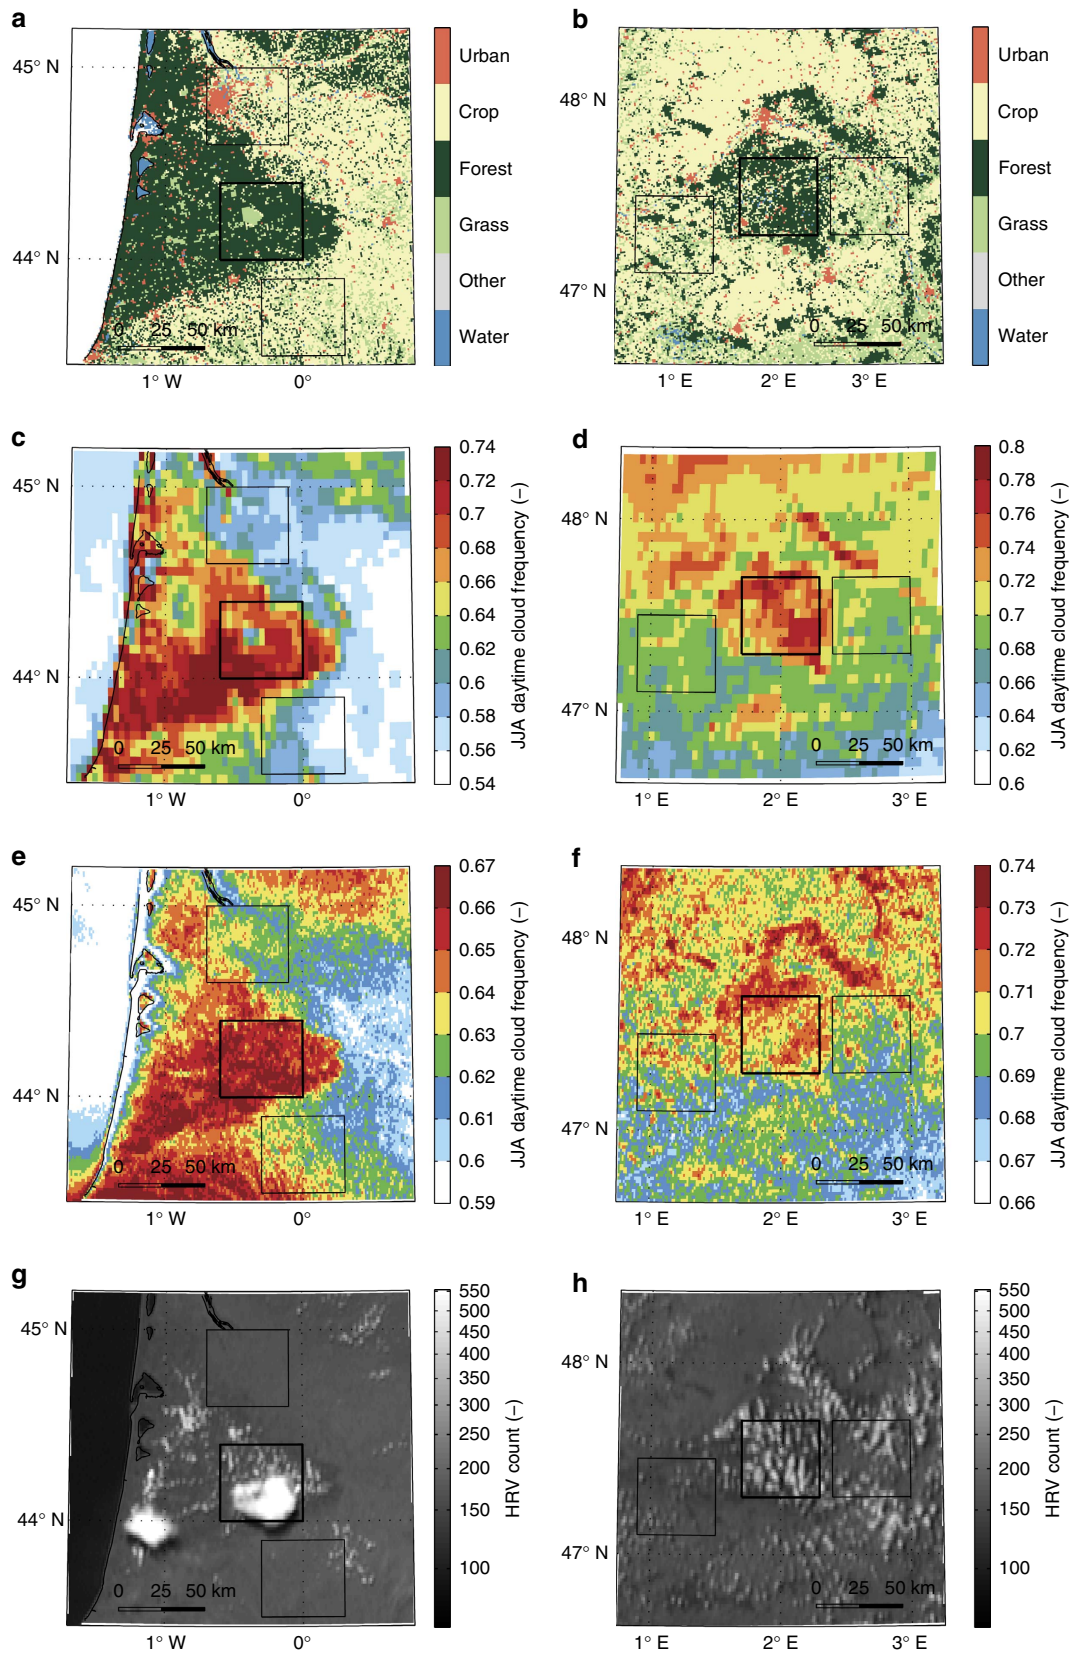 a
45° N
44° N
0 25 50 km
1° W 0°
Urban
Crop
Forest
Grass
Other
Water
b
48° N
47° N
0 25 50 km
1° E 2° E 3° E
Urban
Crop
Forest
Grass
Other
Water
c
45° N
44° N
0 25 50 km
1° W 0°
0.74
0.72
0.7
0.68
0.66
0.64
0.62
0.6
0.58
0.56
0.54
JJA daytime cloud frequency (–)
d
48° N
47° N
0 25 50 km
1° E 2° E 3° E
0.8
0.78
0.76
0.74
0.72
0.7
0.68
0.66
0.64
0.62
0.6
JJA daytime cloud frequency (–)
e
45° N
44° N
0 25 50 km
1° W 0°
0.67
0.66
0.65
0.64
0.63
0.62
0.61
0.6
0.59
JJA daytime cloud frequency (–)
f
48° N
47° N
0 25 50 km
1° E 2° E 3° E
0.74
0.73
0.72
0.71
0.7
0.69
0.68
0.67
0.66
JJA daytime cloud frequency (–)
g
45° N
44° N
0 25 50 km
1° W 0°
550
500
450
400
350
300
250
200
150
100
HRV count (–)
h
48° N
47° N
0 25 50 km
1° E 2° E 3° E
550
500
450
400
350
300
250
200
150
100
HRV count (–)